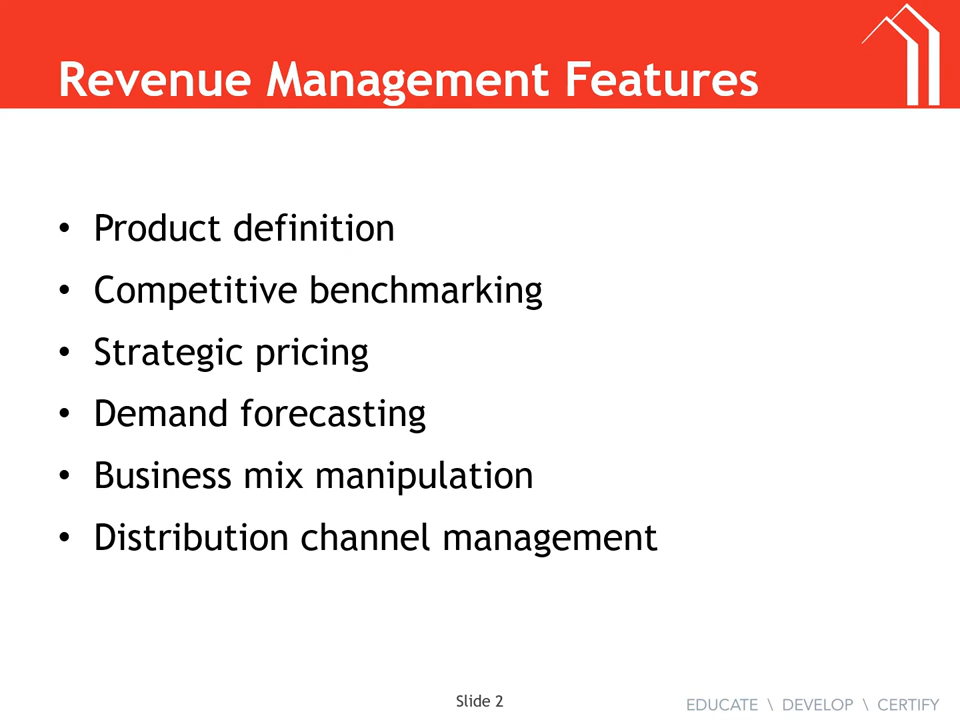 Revenue Management Features
• Product definition
• Competitive benchmarking
• Strategic pricing
• Demand forecasting
• Business mix manipulation
• Distribution channel management
Slide 2
EDUCATE \ DEVELOP \ CERTIFY